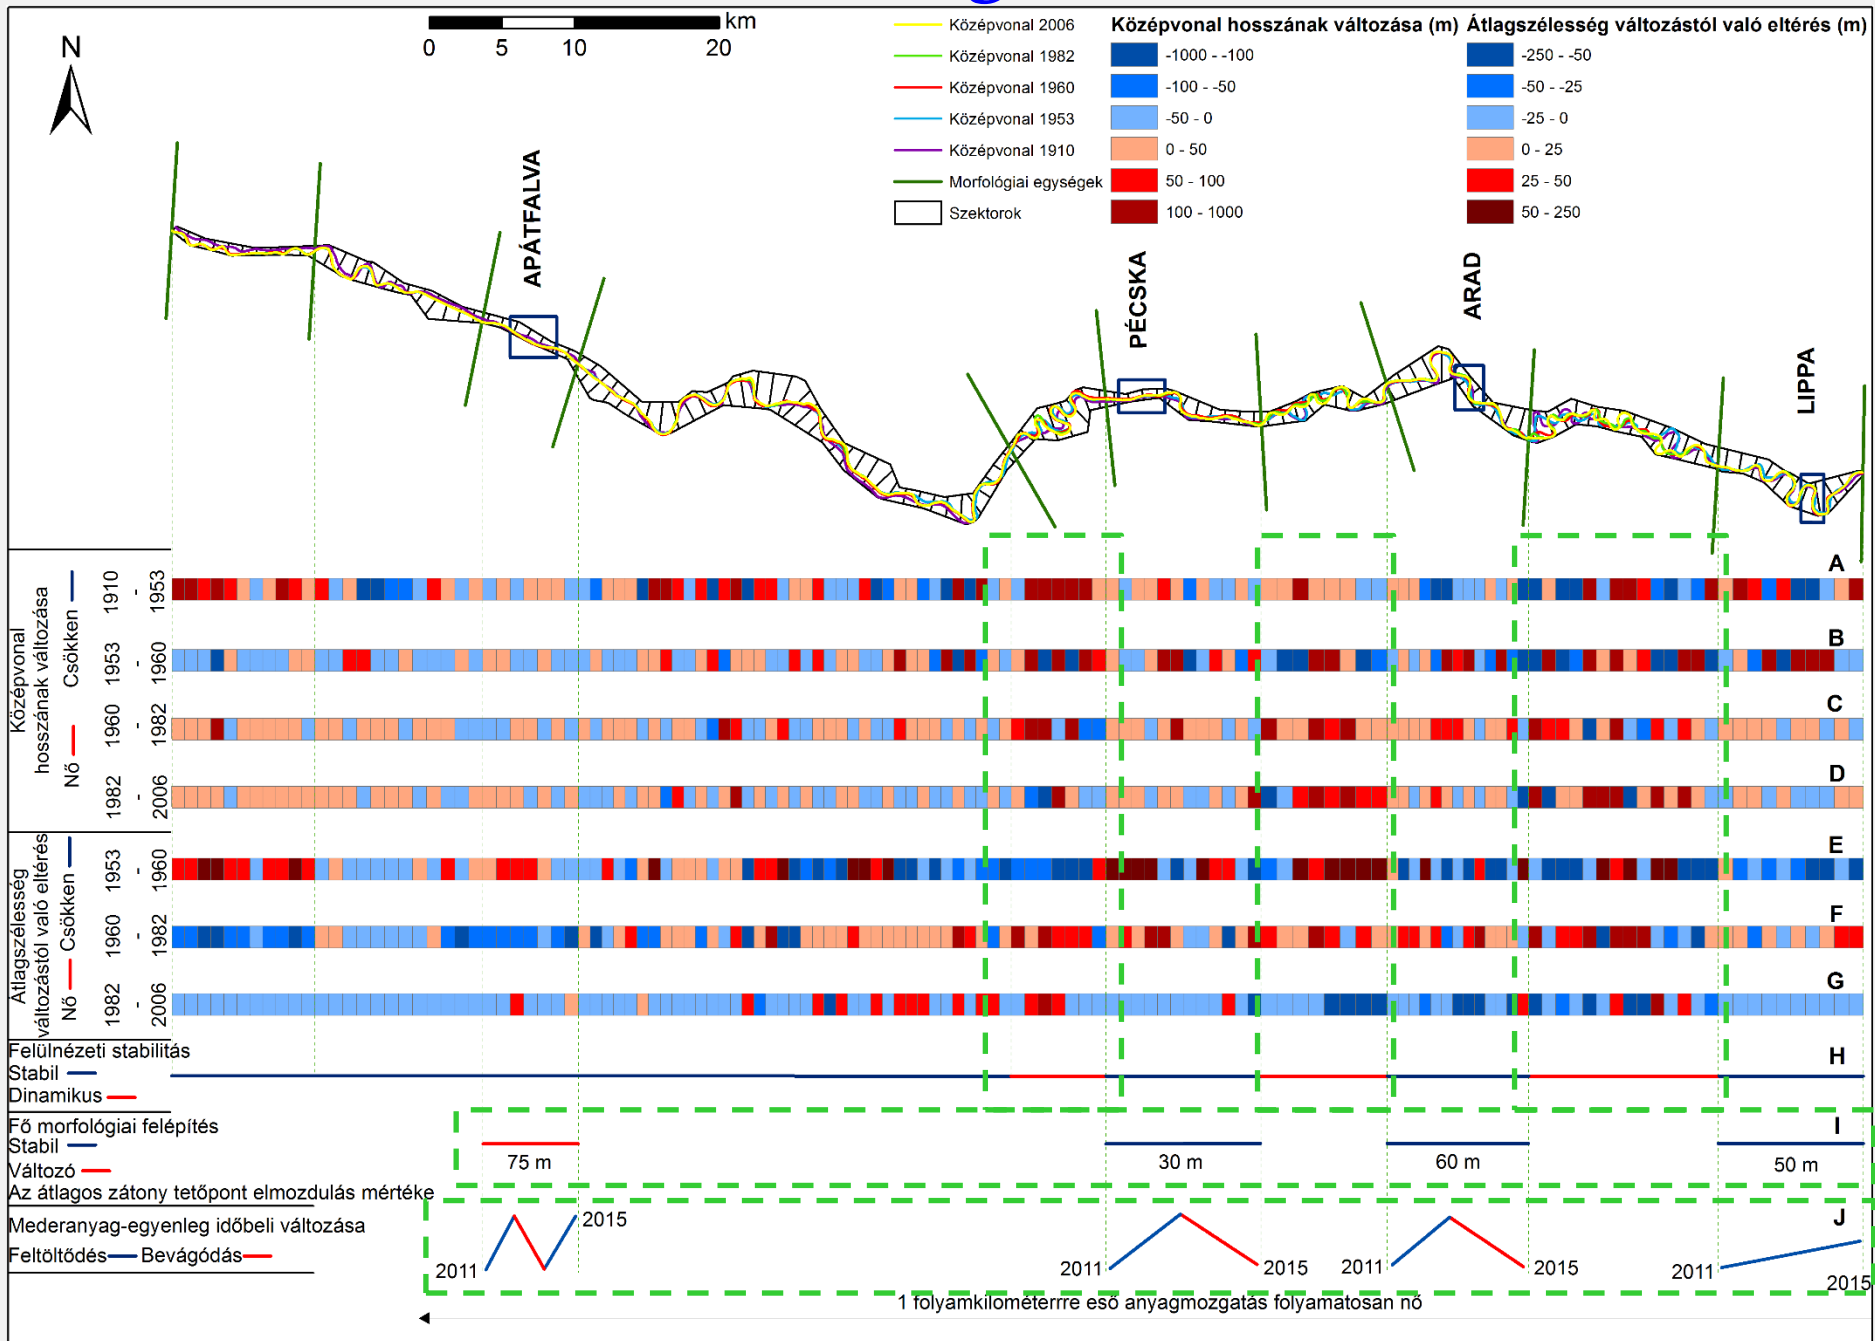 N
km
0 5 10 20
Középvonal 2006
Középvonal 1982
Középvonal 1960
Középvonal 1953
Középvonal 1910
Morfológiai egységek
Szektorok
Középvonal hosszának változása (m)
-1000 - -100
-100 - -50
-50 - 0
0 - 50
50 - 100
100 - 1000
Átlagszélesség változástól való eltérés (m)
-250 - -50
-50 - -25
-25 - 0
0 - 25
25 - 50
50 - 250
APÁTFALVA
PÉCSKA
ARAD
LIPPA
Középvonal
hosszának változása
Nő Csökken
1910 - 1953
A
1953 - 1960
B
1960 - 1982
C
1982 - 2006
D
Átlagszélesség
változástól való eltérés
Nő Csökken
1953 - 1960
E
1960 - 1982
F
1982 - 2006
G
Felülnézeti stabilitás
Stabil
Dinamikus
H
Fő morfológiai felépítés
Stabil
Változó
Az átlagos zátony tetőpont elmozdulás mértéke
75 m
30 m
60 m
50 m
I
Mederanyag-egyenleg időbeli változása
Feltöltődés Bevágódás
2011 2015
2011 2015
2011 2015
2011 2015
J
1 folyamkilométerrre eső anyagmozgatás folyamatosan nő